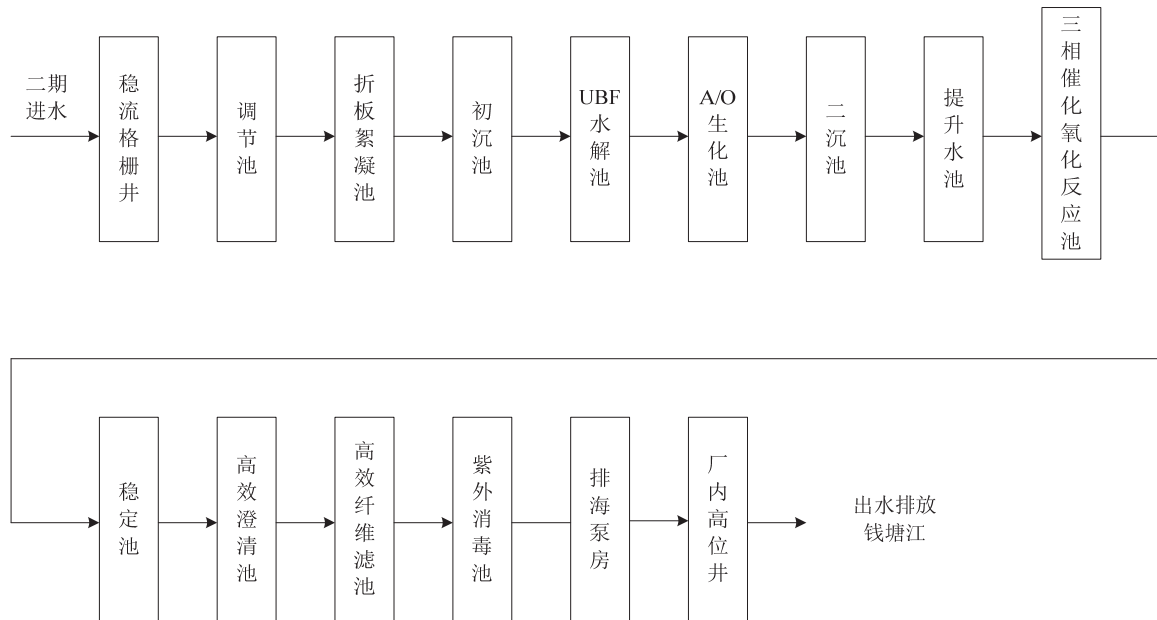 二期
进水
稳流格栅井
调节池
折板絮凝池
初沉池
UBF
水解池
A/O
生化池
二沉池
提升水池
三相催化氧化反应池
稳定池
高效澄清池
高效纤维滤池
紫外消毒池
排海泵房
厂内高位井
出水排放
钱塘江